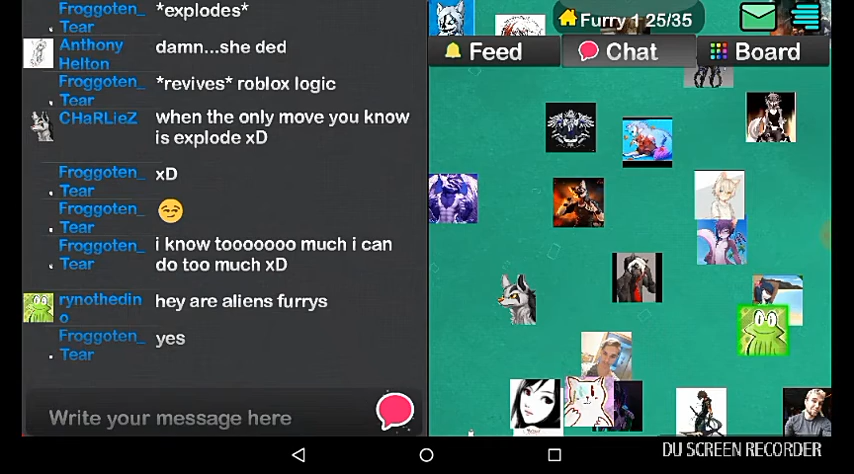 Froggoten_
Tear
*explodes*
Anthony
Helton
damn...she ded
Froggoten_
Tear
*revives* roblox logic
CHaRLieZ
when the only move you know
is explode xD
Froggoten_
Tear
xD
Froggoten_
Tear
😏
Froggoten_
Tear
i know tooooooo much i can
do too much xD
rynothedin
o
hey are aliens furrys
Froggoten_
Tear
yes
Write your message here
Furry 1 25/35
Feed
Chat
Board
DU SCREEN RECORDER